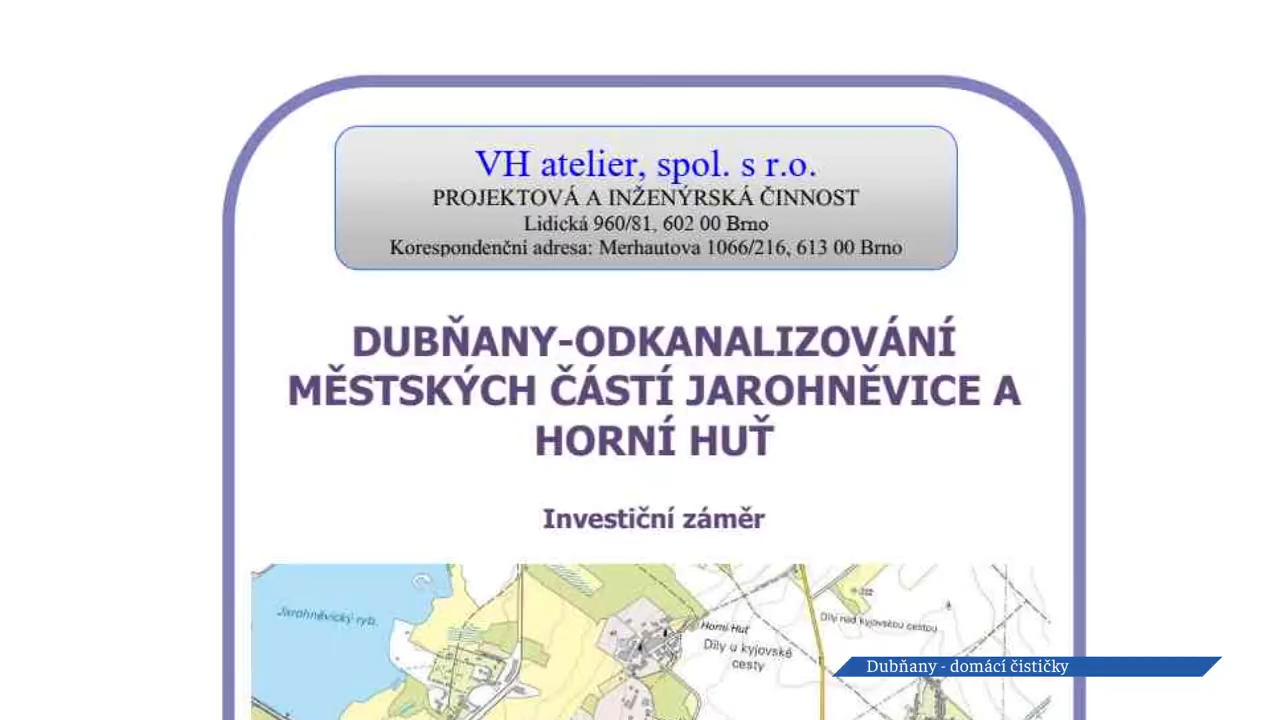 VH atelier, spol. s r.o.
PROJEKTOVÁ A INŽENÝRSKÁ ČINNOST
Lidická 960/81, 602 00 Brno
Korespondenční adresa: Merhautova 1066/216, 613 00 Brno
DUBŇANY-ODKANALIZOVÁNÍ
MĚSTSKÝCH ČÁSTÍ JAROHNĚVICE A
HORNÍ HUŤ
Investiční záměr
Jarohněvický ryb.
Horní Huť
Díly u kyjovské
cesty
Díly nad kyjovskou cestou
Dubňany - domácí čističky